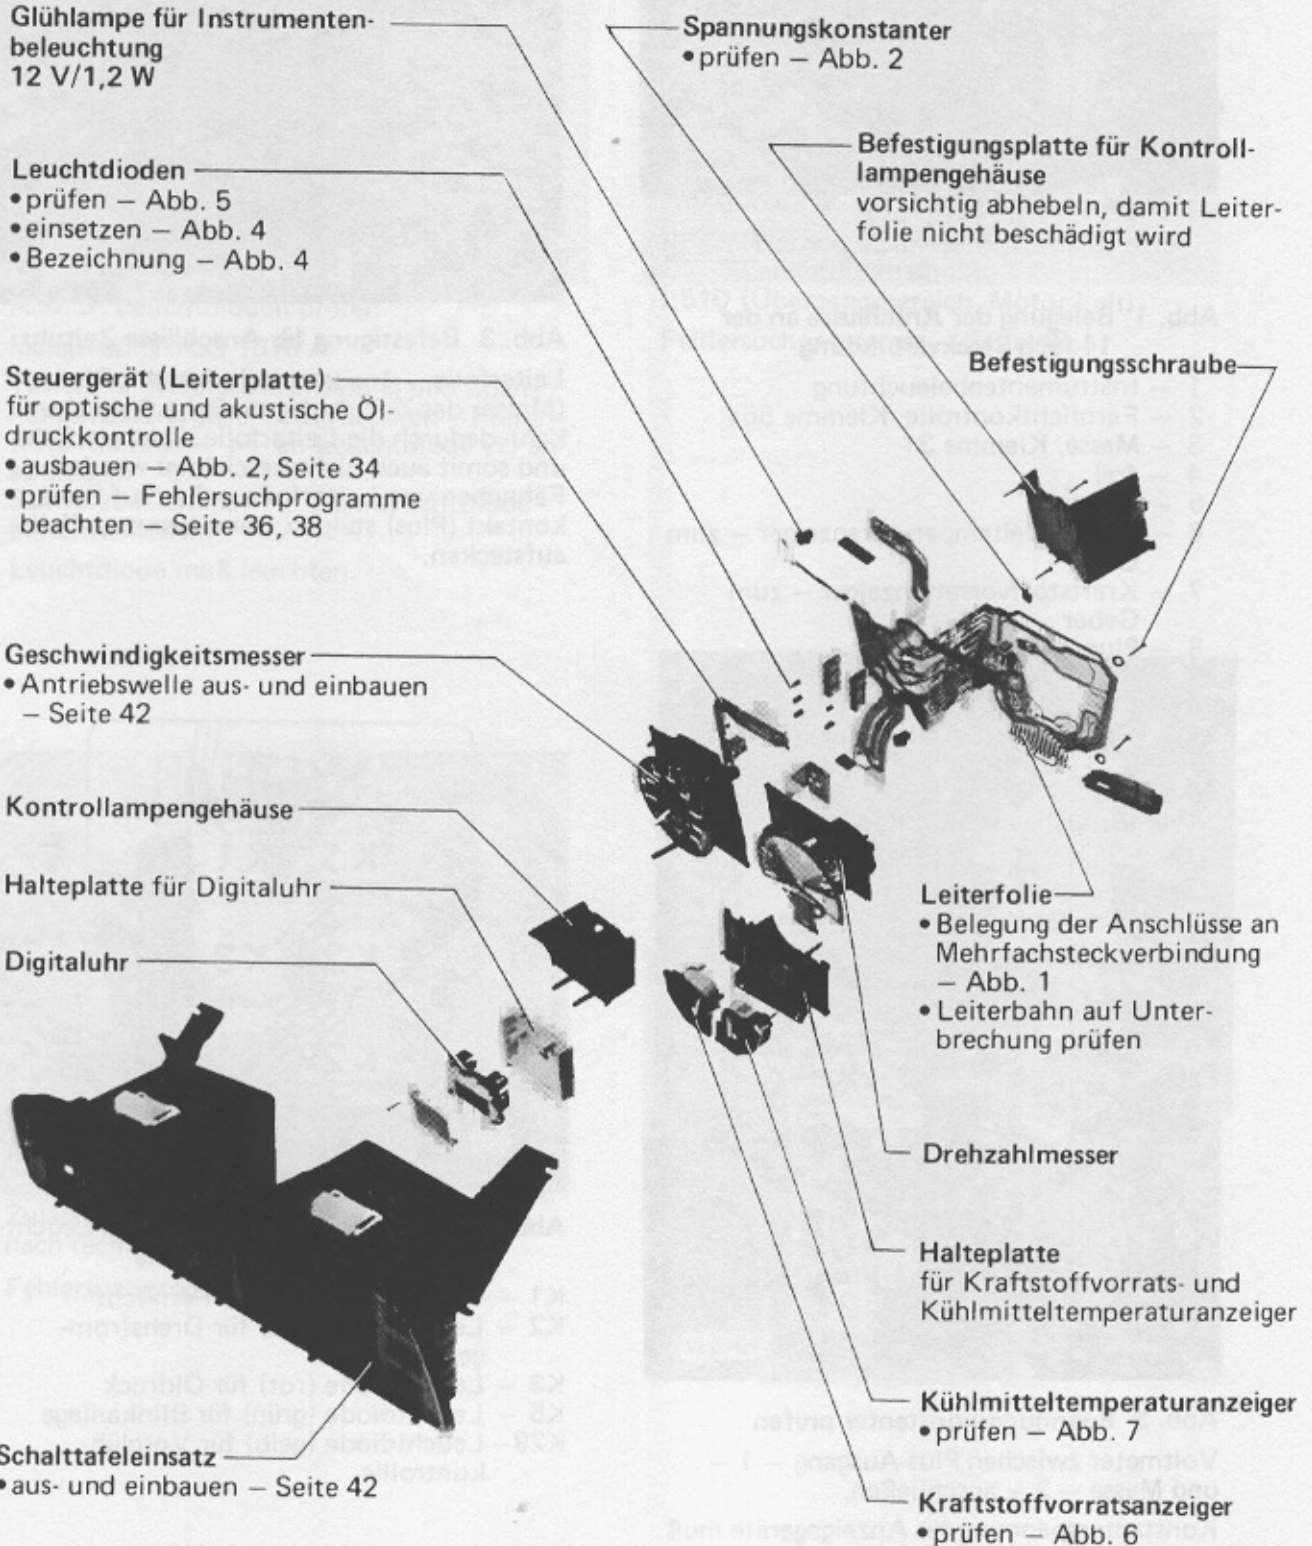 Glühlampe für Instrumenten-
beleuchtung
12 V/1,2 W
Leuchtdioden
• prüfen – Abb. 5
• einsetzen – Abb. 4
• Bezeichnung – Abb. 4
Steuergerät (Leiterplatte)
für optische und akustische Öl-
druckkontrolle
• ausbauen – Abb. 2, Seite 34
• prüfen – Fehlersuchprogramme
beachten – Seite 36, 38
Geschwindigkeitsmesser
• Antriebswelle aus- und einbauen
– Seite 42
Kontrollampengehäuse
Halteplatte für Digitaluhr
Digitaluhr
Schalttafeleinsatz
• aus- und einbauen – Seite 42
Spannungskonstanter
• prüfen – Abb. 2
Befestigungsplatte für Kontroll-
lampengehäuse
vorsichtig abhebeln, damit Leiter-
folie nicht beschädigt wird
Befestigungsschraube
Leiterfolie
• Belegung der Anschlüsse an
Mehrfachsteckverbindung
– Abb. 1
• Leiterbahn auf Unter-
brechung prüfen
Drehzahlmesser
Halteplatte
für Kraftstoffvorrats- und
Kühlmitteltemperaturanzeiger
Kühlmitteltemperaturanzeiger
• prüfen – Abb. 7
Kraftstoffvorratsanzeiger
• prüfen – Abb. 6